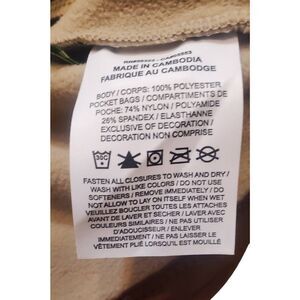 MADE IN CAMBODIA
FABRIQUE AU CAMBODGE
BODY / CORPS: 100% POLYESTER
POCKET BAGS / COMPARTIMENTS DE
POCHE: 74% NYLON / POLYAMIDE
26% SPANDEX / ELASTHANNE
EXCLUSIVE OF DECORATION /
DECORATION NON COMPRISE
30C
FASTEN ALL CLOSURES TO WASH AND DRY /
WASH WITH LIKE COLORS / DO NOT USE
SOFTENERS / REMOVE IMMEDIATELY / DO
NOT ALLOW TO LAY ON ITSELF WHEN WET
VEUILLEZ BOUCLER TOUTES LES ATTACHES
AVANT DE LAVER ET SECHER / LAVER AVEC
COULEURS SIMILAIRES / NE PAS UTILISER
D'ADOUCISSEUR / ENLEVER
IMMEDIATEMENT / NE PAS LAISSER LE
VÊTEMENT PLIÉ LORSQU'IL EST MOUILLÉ